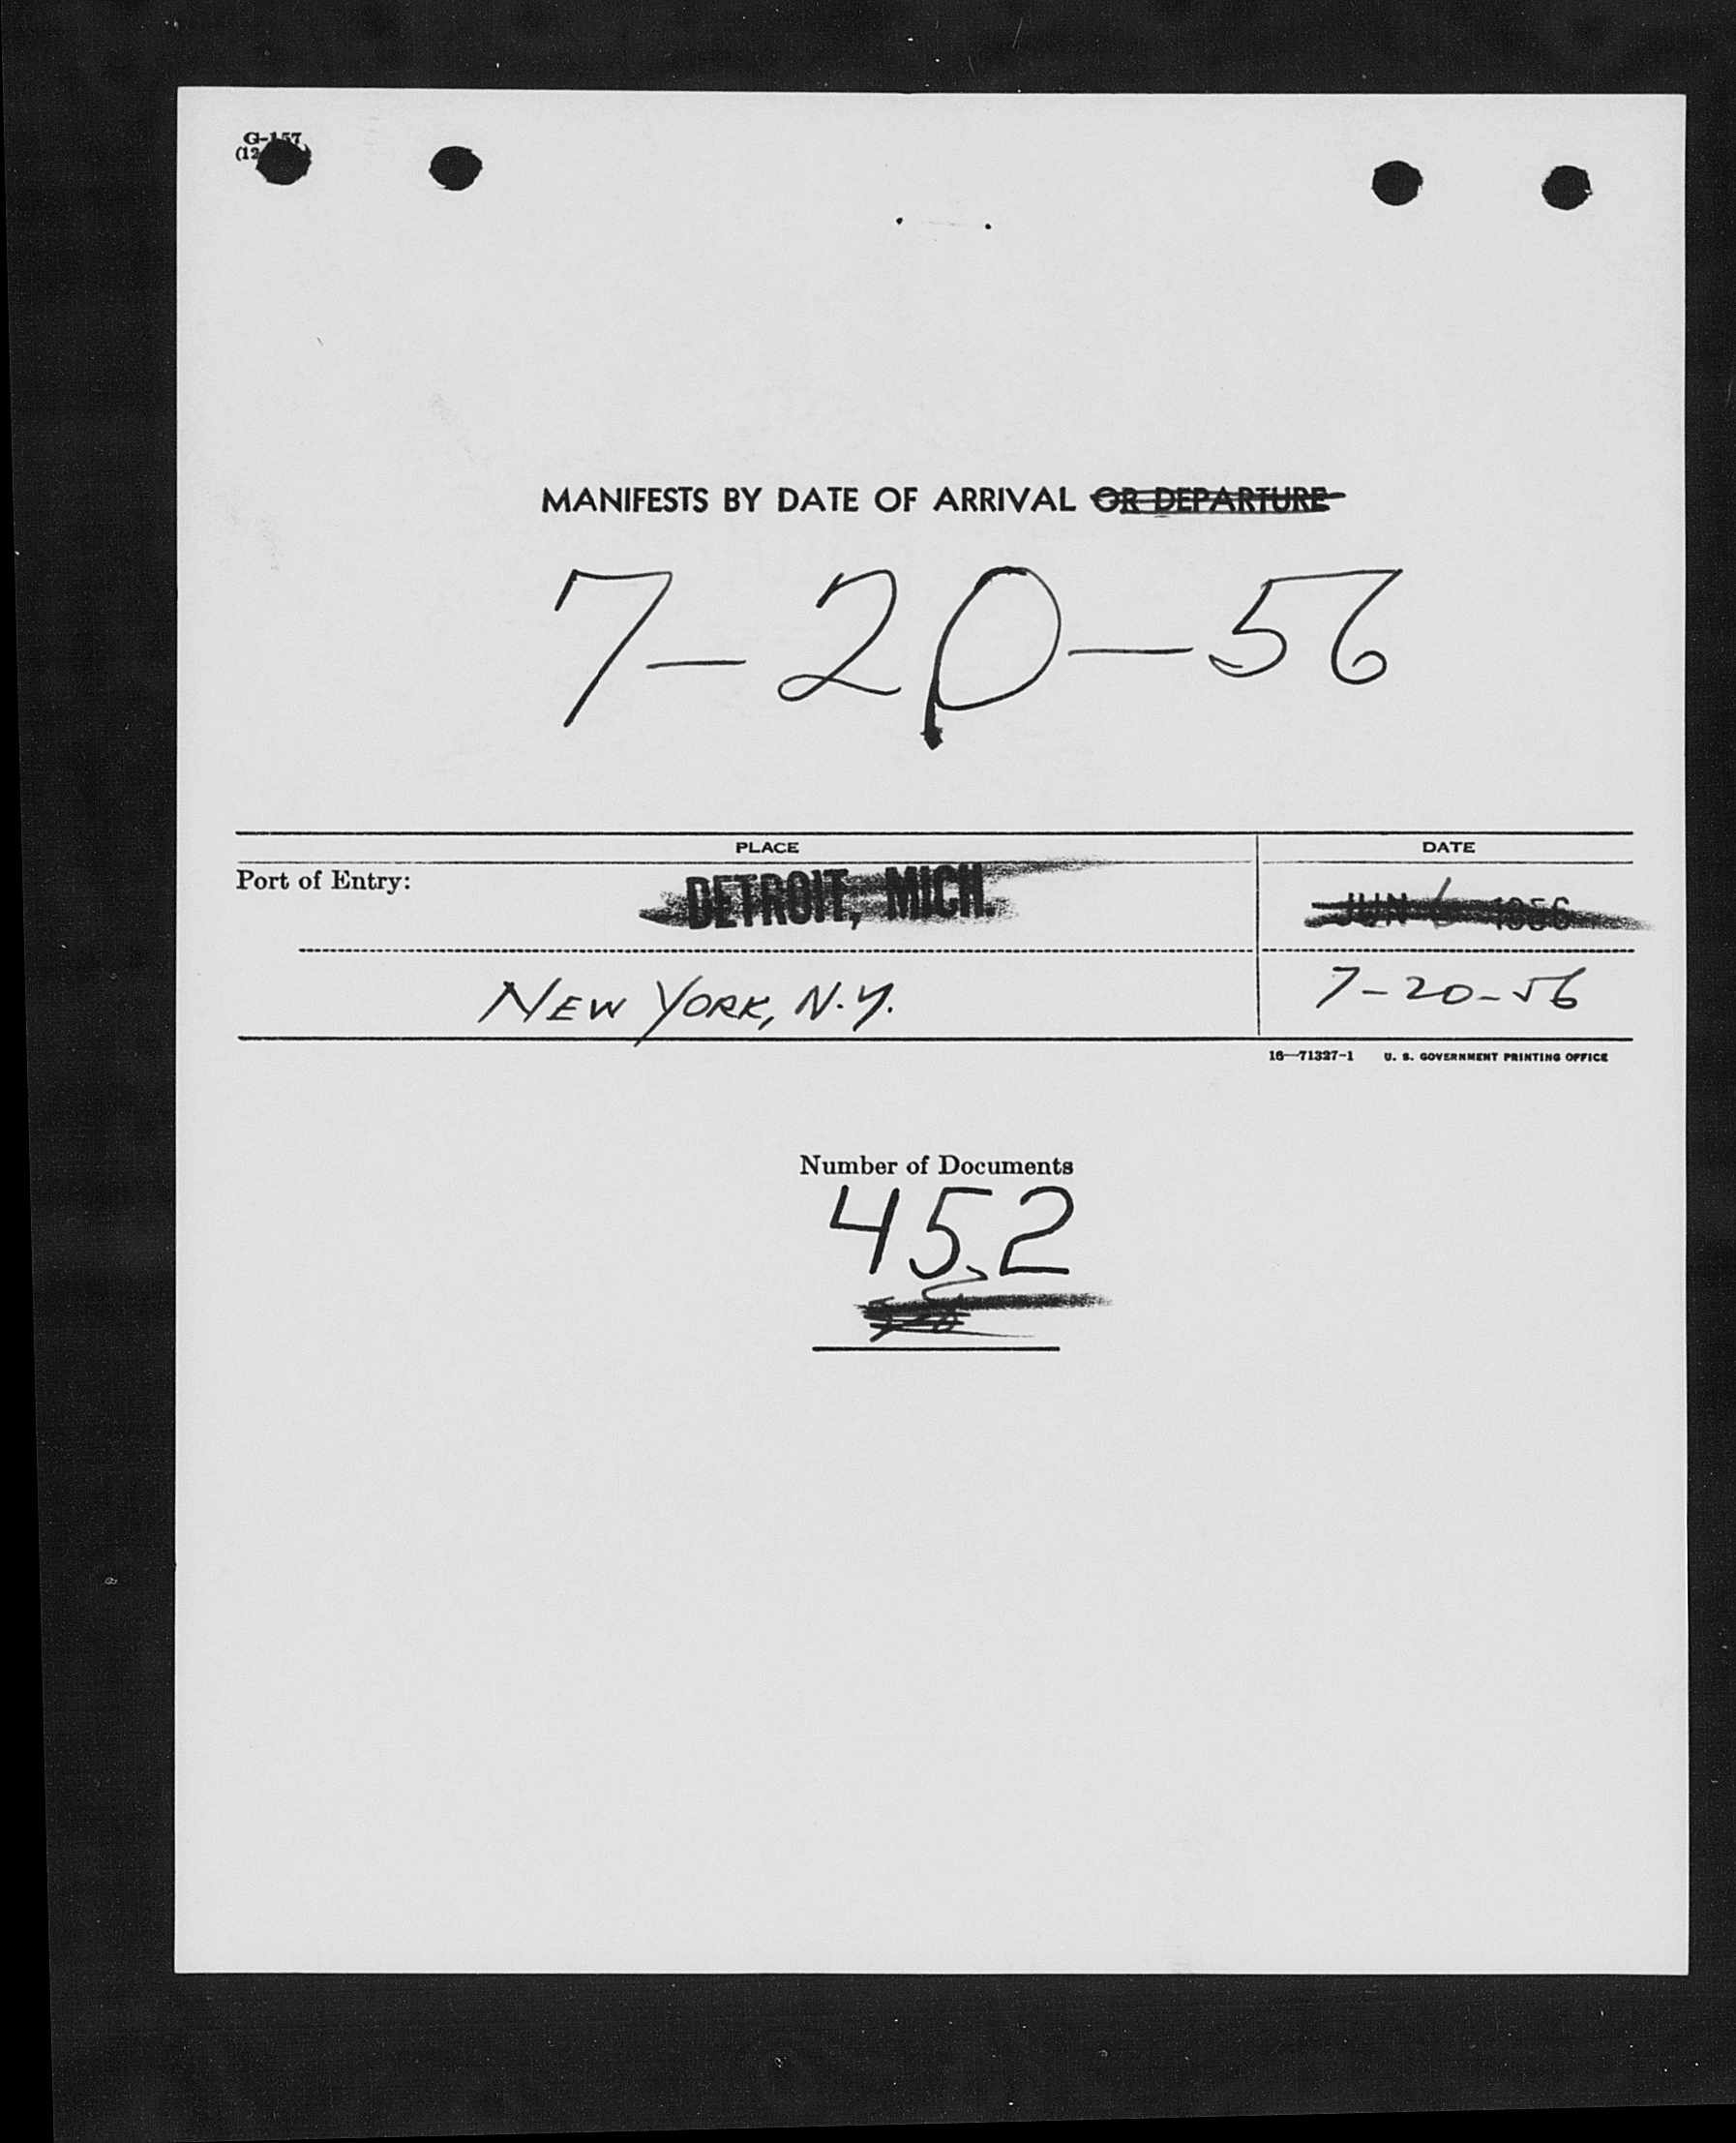 G-157
MANIFESTS BY DATE OF ARRIVAL OR DEPARTURE
7-20-56
PLACE DATE
Port of Entry: DETROIT, MICH. JUN 6 1956
NEW YORK, N.Y. 7-20-56
16—71327-1 U. S. GOVERNMENT PRINTING OFFICE
Number of Documents
452